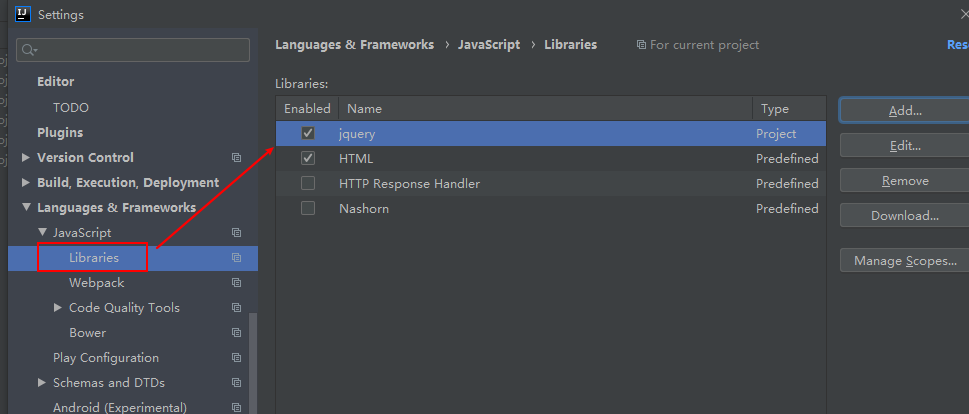 Settings
Editor
TODO
Plugins
Version Control
Build, Execution, Deployment
Languages & Frameworks
JavaScript
Libraries
Webpack
Code Quality Tools
Bower
Play Configuration
Schemas and DTDs
Android (Experimental)
Languages & Frameworks › JavaScript › Libraries For current project
Libraries:
Enabled Name Type
jquery Project
HTML Predefined
HTTP Response Handler Predefined
Nashorn Predefined
Add...
Edit...
Remove
Download...
Manage Scopes...